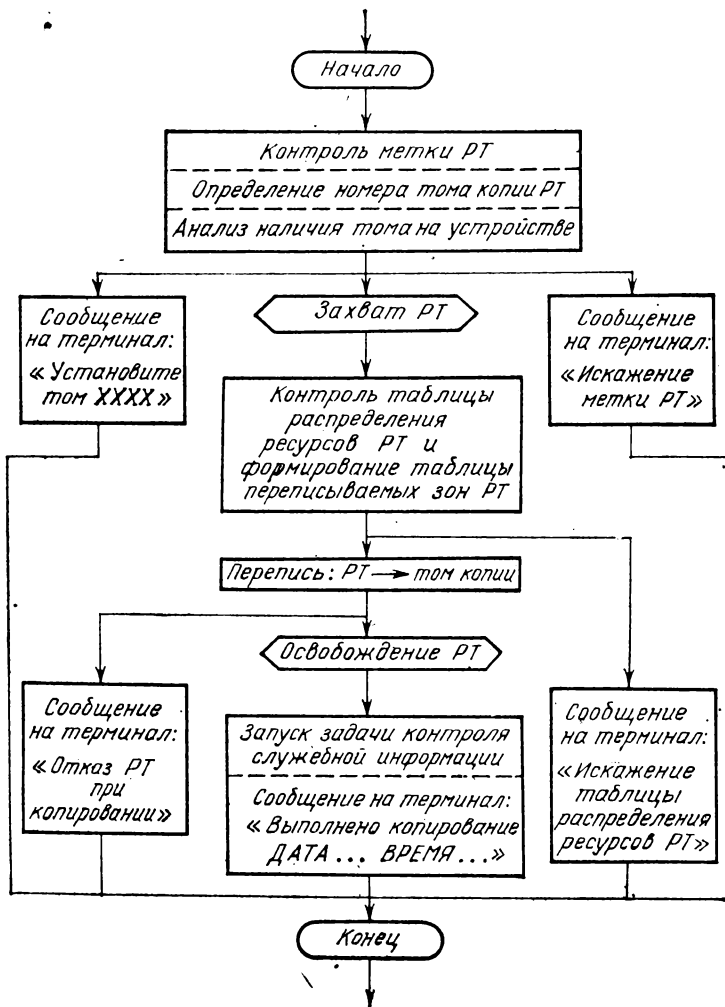 Начало
Контроль метки РТ
Определение номера тома копии РТ
Анализ наличия тома на устройстве
Сообщение
на терминал:
«Установите
том XXXX»
Захват РТ
Сообщение
на терминал:
«Искажение
метки РТ»
Контроль таблицы
распределения
ресурсов РТ и
формирование таблицы
переписываемых зон РТ
Перепись: РТ → том копии
Освобождение РТ
Сообщение
на терминал:
«Отказ РТ
при
копировании»
Запуск задачи контроля
служебной информации
Сообщение на терминал:
«Выполнено копирование
ДАТА... ВРЕМЯ...»
Сообщение
на терминал:
«Искажение
таблицы
распределения
ресурсов РТ»
Конец